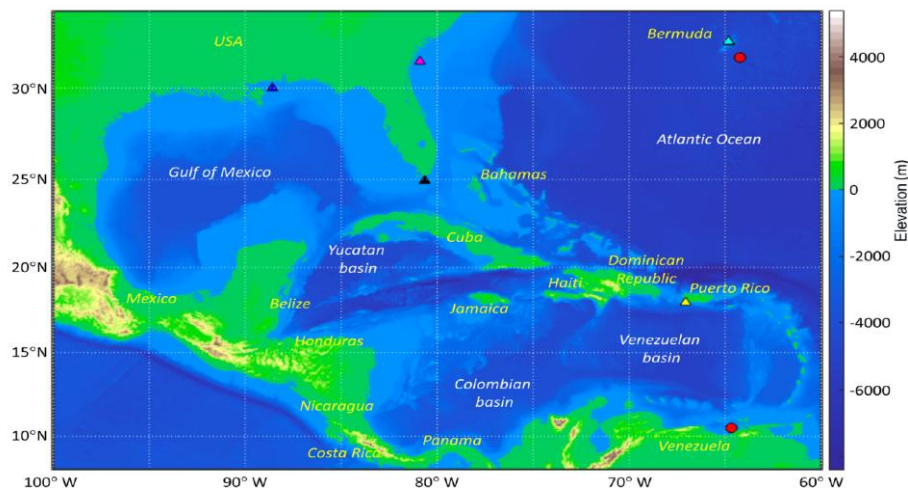 USA
Bermuda
30°N
Atlantic Ocean
Gulf of Mexico
25°N
Bahamas
Cuba
Yucatan
basin
20°N
Dominican
Republic
Haiti
Puerto Rico
Mexico
Belize
Jamaica
Honduras
15°N
Venezuelan
basin
Colombian
basin
Nicaragua
10°N
Costa Rica
Panama
Venezuela
100°W
90°W
80°W
70°W
60°W
4000
2000
0
-2000
-4000
-6000
Elevation (m)